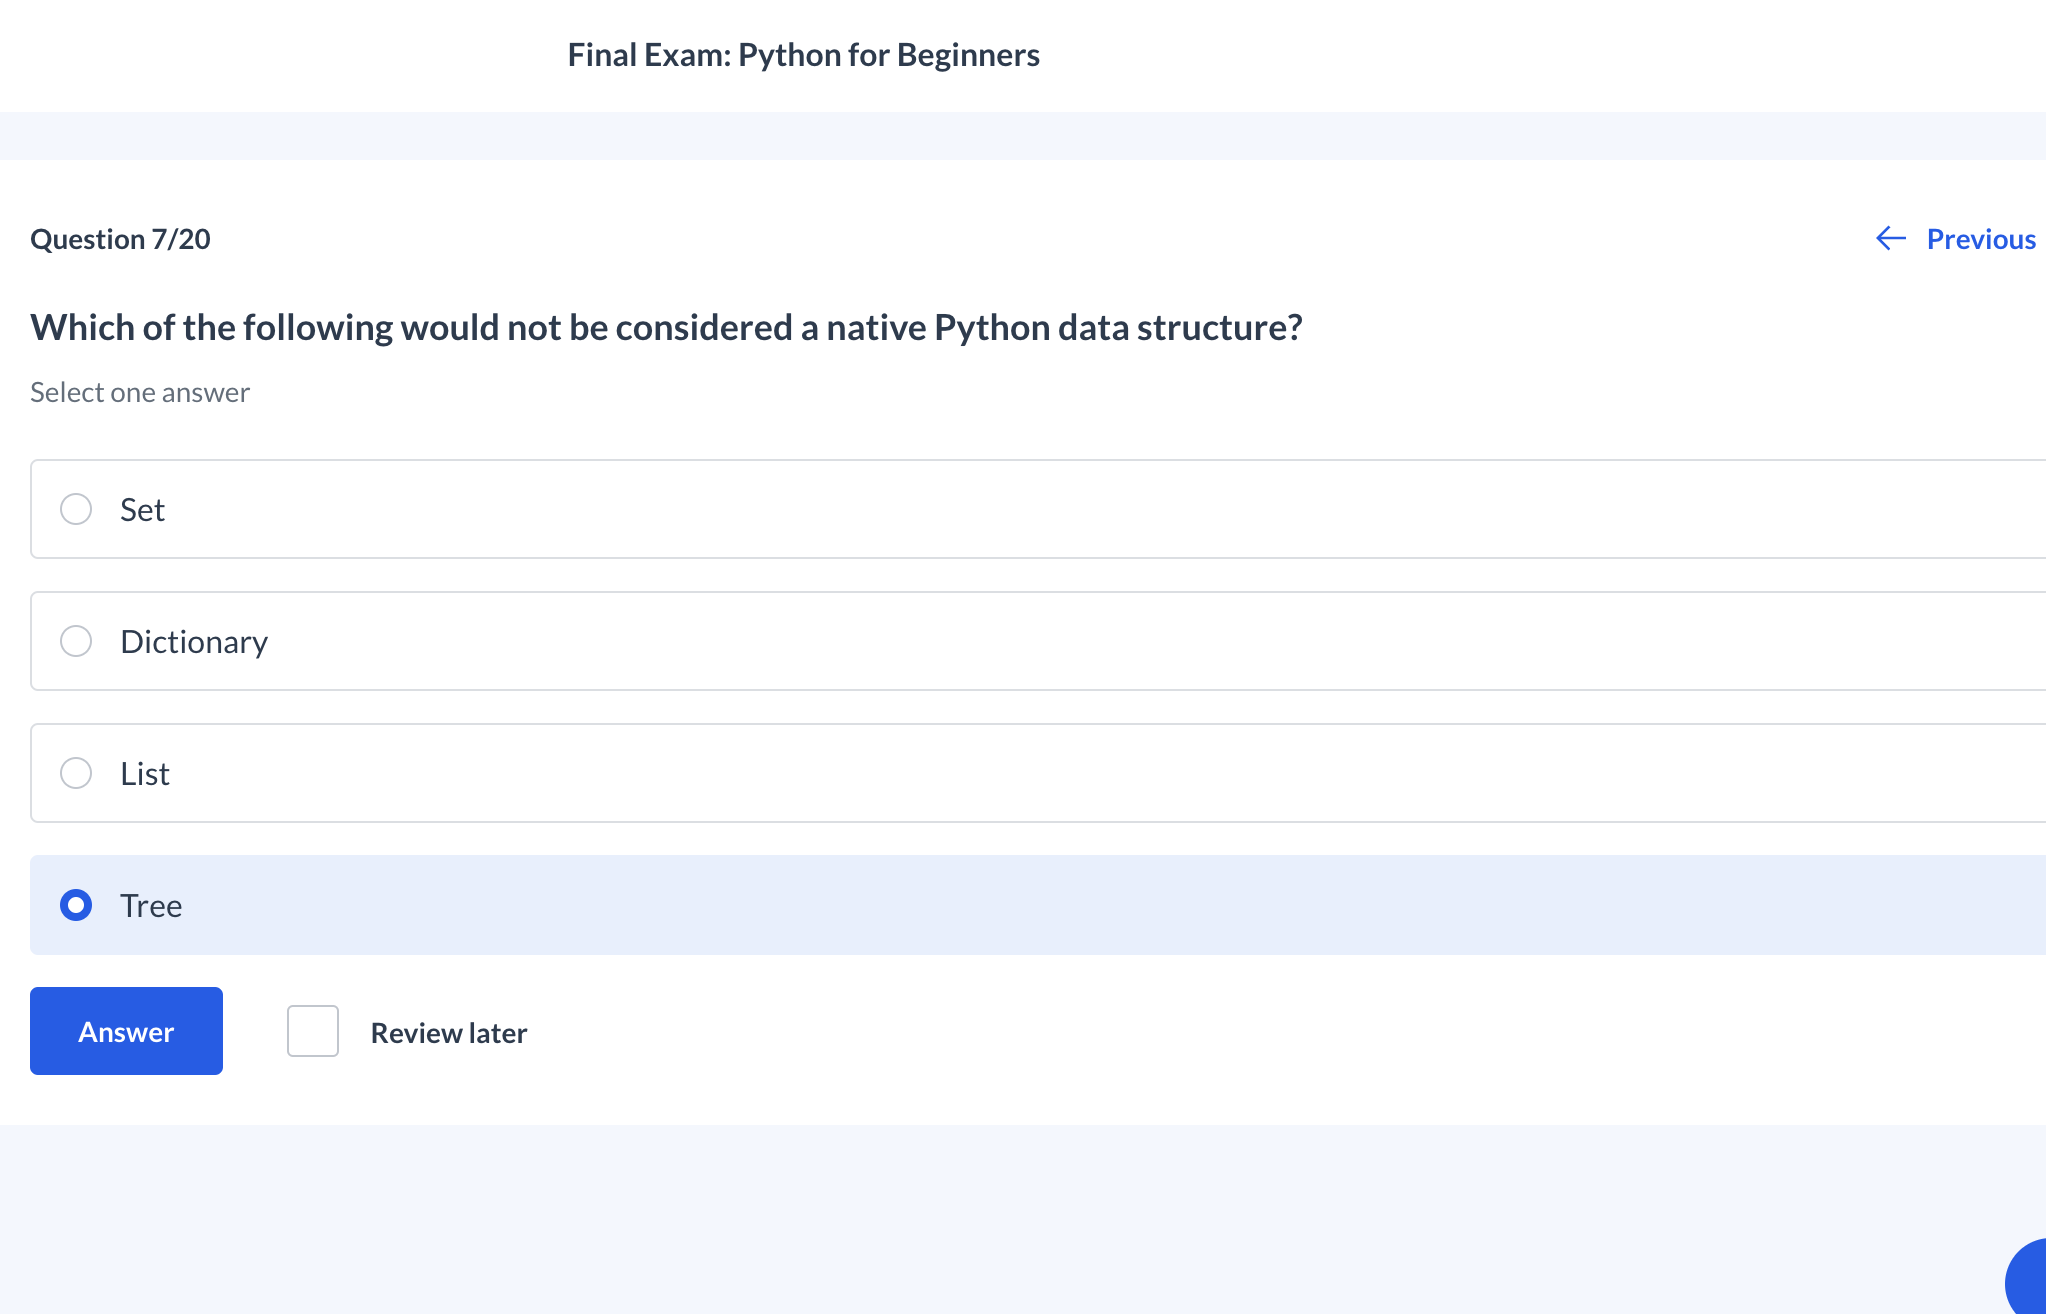 Final Exam: Python for Beginners
Question 7/20
Previous
Which of the following would not be considered a native Python data structure?
Select one answer
Set
Dictionary
List
Tree
Answer
Review later